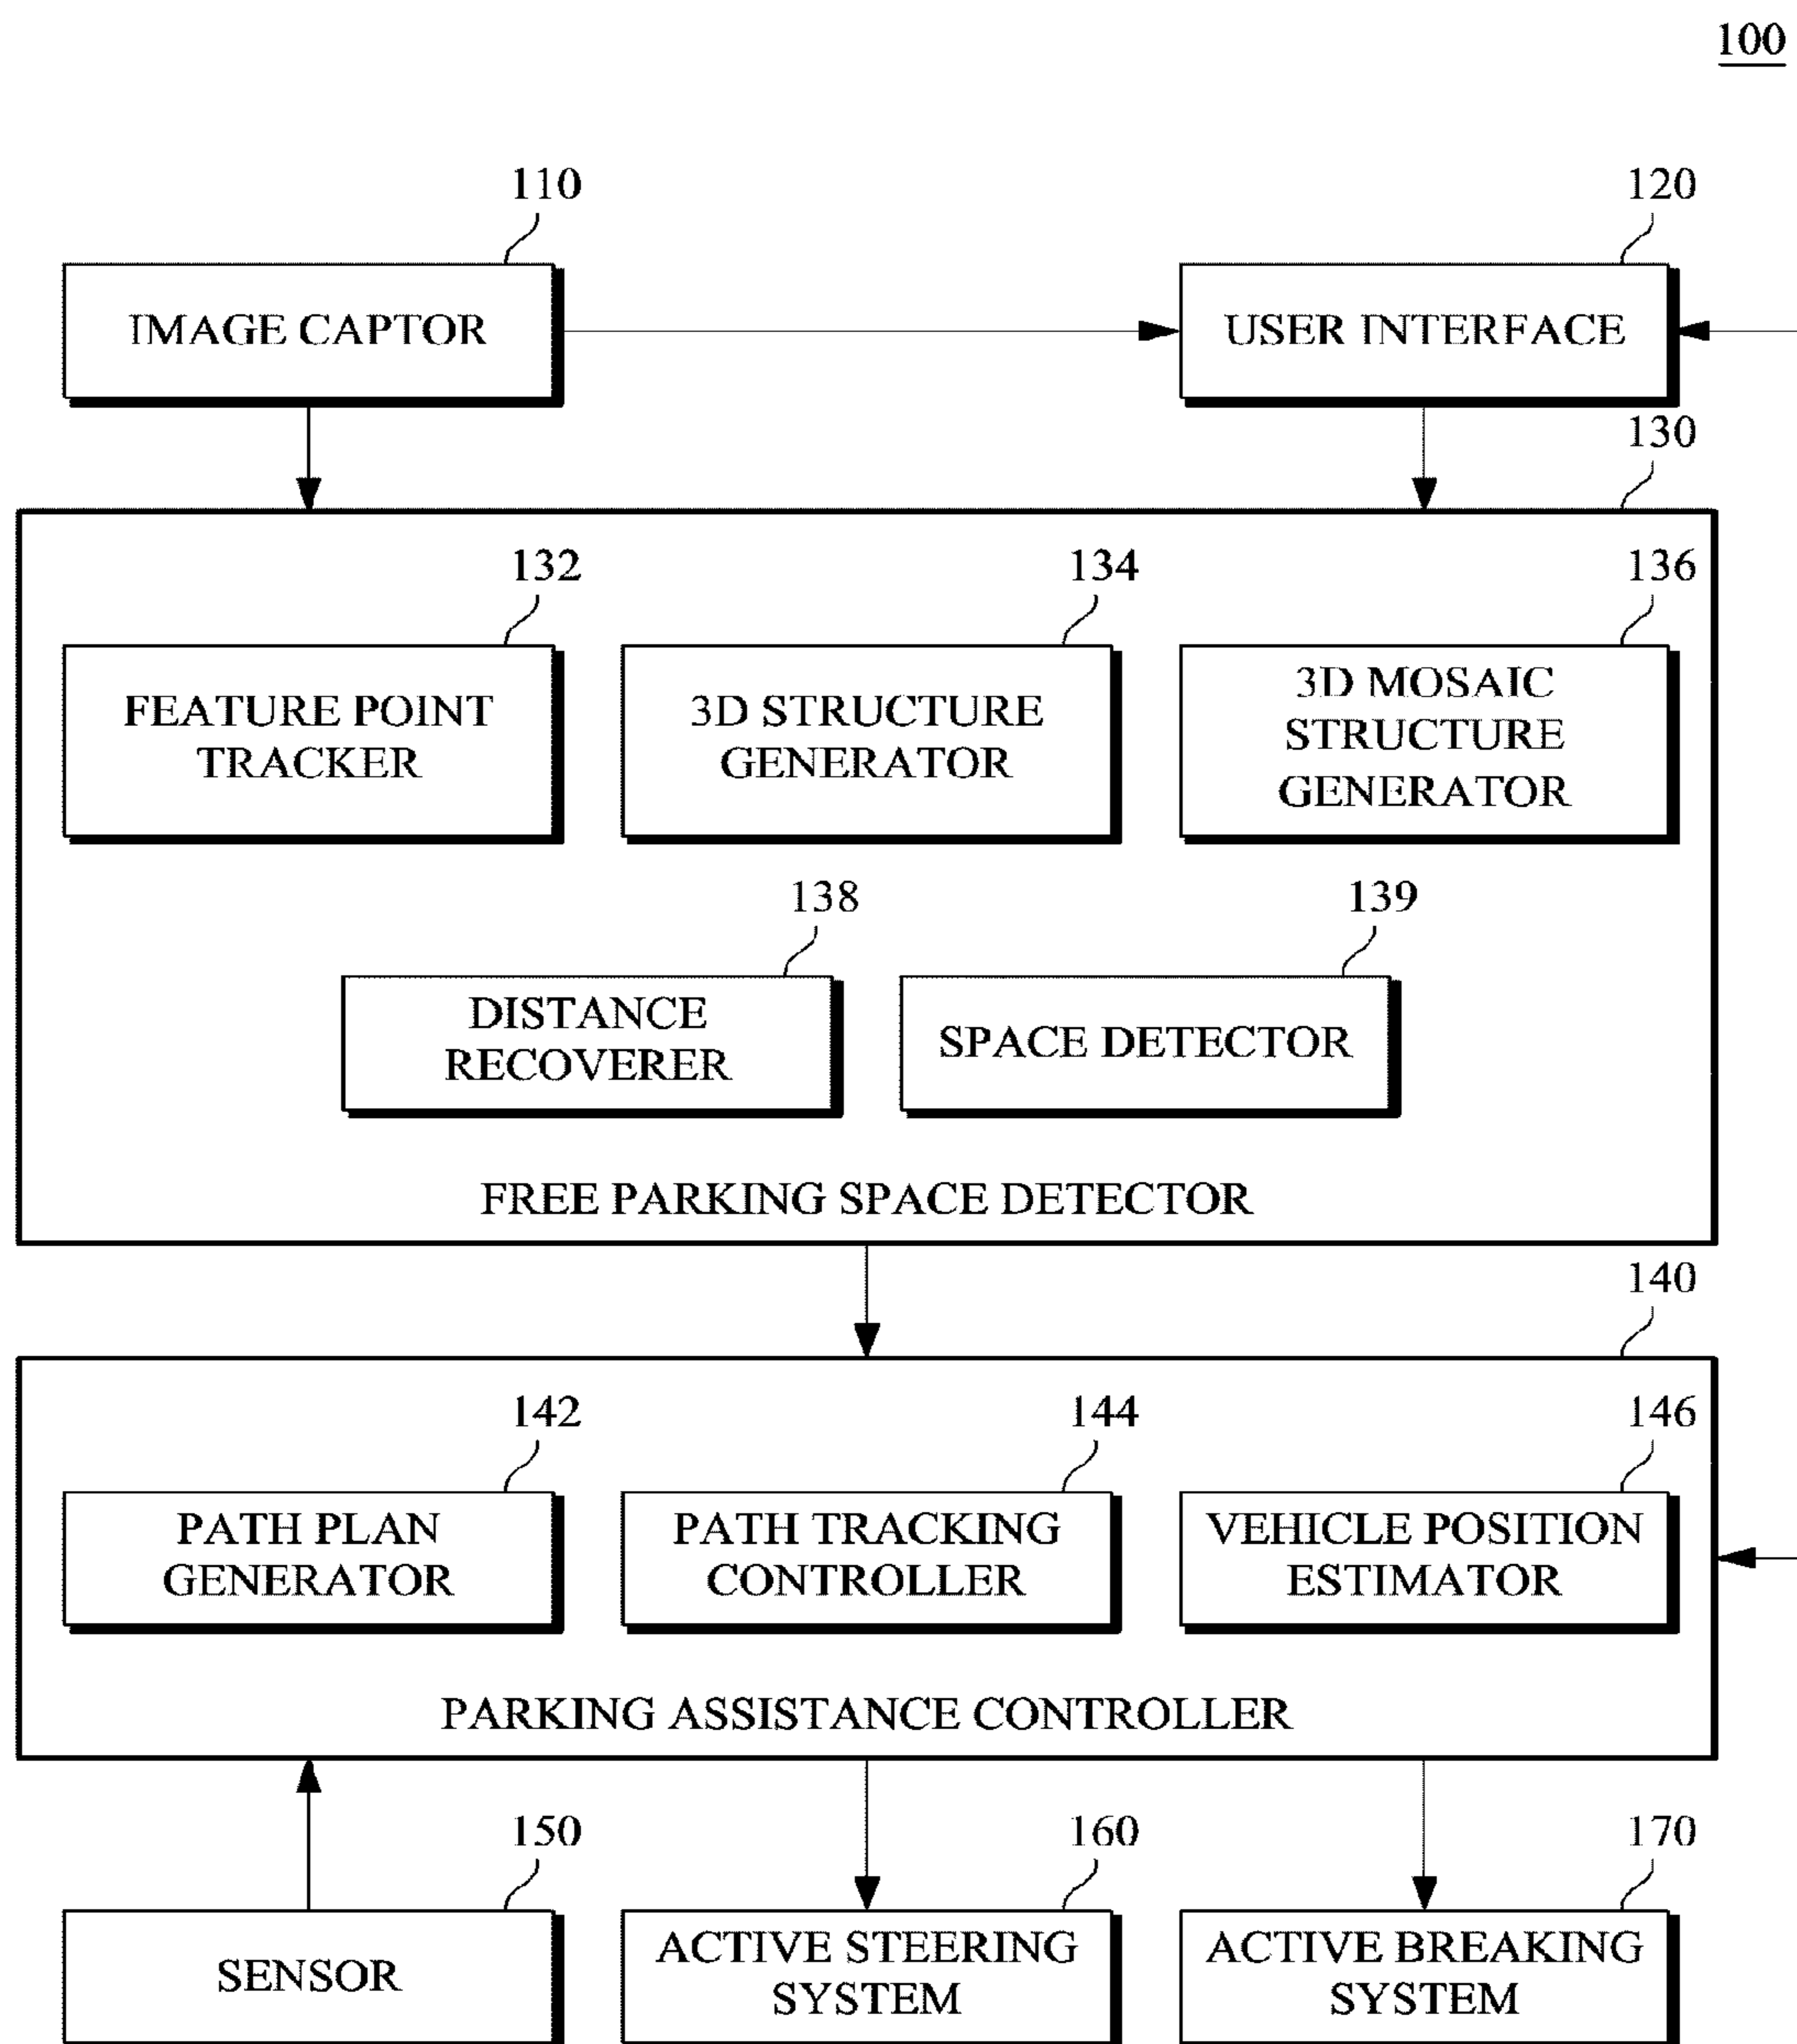 100
110
120
IMAGE CAPTOR
USER INTERFACE
130
132
134
136
FEATURE POINT
TRACKER
3D STRUCTURE
GENERATOR
3D MOSAIC
STRUCTURE
GENERATOR
138
139
DISTANCE
RECOVERER
SPACE DETECTOR
FREE PARKING SPACE DETECTOR
140
142
144
146
PATH PLAN
GENERATOR
PATH TRACKING
CONTROLLER
VEHICLE POSITION
ESTIMATOR
PARKING ASSISTANCE CONTROLLER
150
160
170
SENSOR
ACTIVE STEERING
SYSTEM
ACTIVE BREAKING
SYSTEM